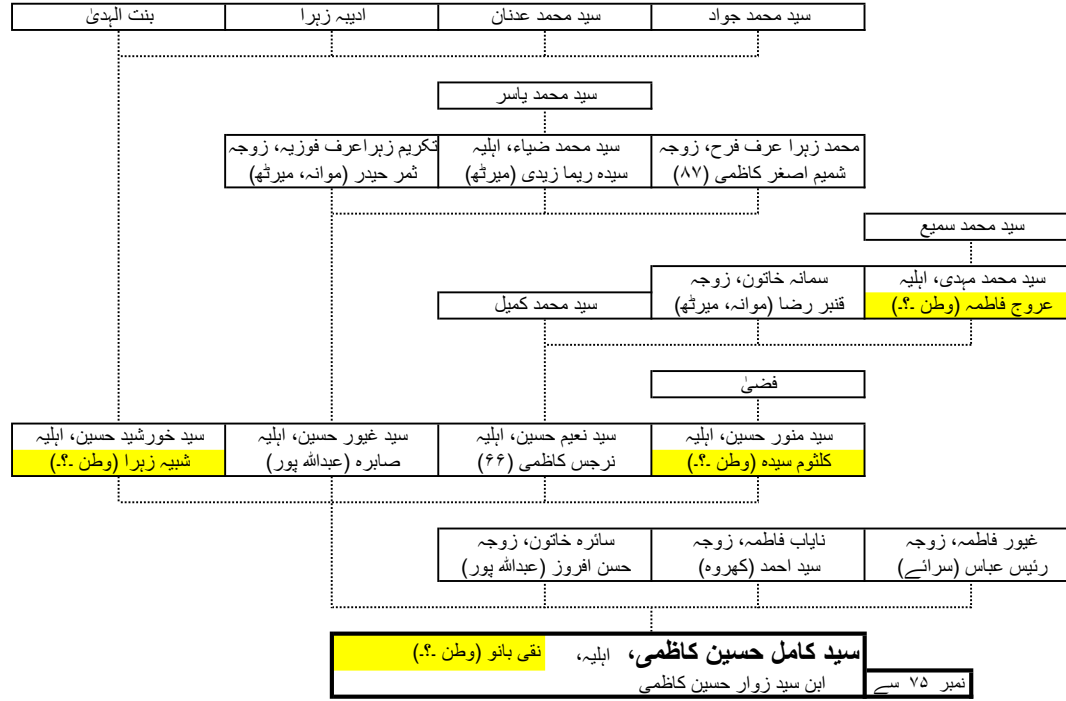 سید محمد جواد
سید محمد عدنان
ادیبہ زہرا
بنت الہدیٰ
سید محمد یاسر
محمد زہرا عرف فرح، زوجہ
شمیم اصغر کاظمی (۸۷)
سید محمد ضیاء، اہلیہ
سیدہ ریما زیدی (میرٹھ)
تکریم زہراعرف فوزیہ، زوجہ
ثمر حیدر (موانہ، میرٹھ)
سید محمد سمیع
سید محمد مہدی، اہلیہ
عروج فاطمہ (وطن ۔؟۔)
سمانہ خاتون، زوجہ
قنبر رضا (موانہ، میرٹھ)
سید محمد کمیل
فضیٰ
سید منور حسین، اہلیہ
کلثوم سیدہ (وطن ۔؟۔)
سید نعیم حسین، اہلیہ
نرجس کاظمی (۶۶)
سید غیور حسین، اہلیہ
صابرہ (عبداللہ پور)
سید خورشید حسین، اہلیہ
شبیہ زہرا (وطن ۔؟۔)
غیور فاطمہ، زوجہ
رئیس عباس (سرائے)
نایاب فاطمہ، زوجہ
سید احمد (کھروہ)
سائرہ خاتون، زوجہ
حسن افروز (عبداللہ پور)
سید کامل حسین کاظمی، اہلیہ، نقی بانو (وطن ۔؟۔)
ابن سید زوار حسین کاظمی
نمبر ۷۵ سے